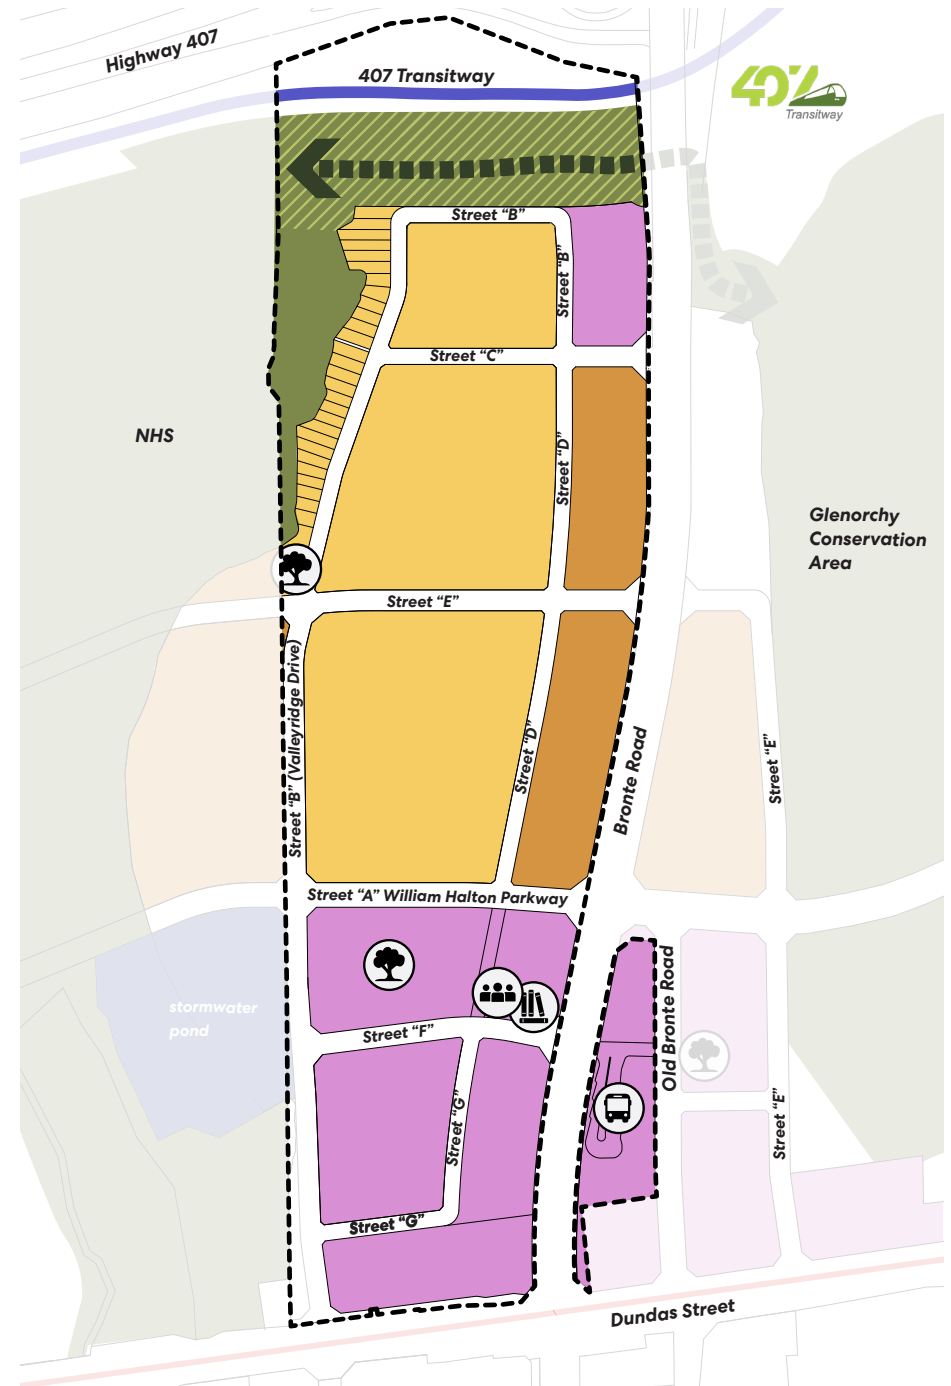 Highway 407
407 Transitway
407
Transitway
Street “B”
Street “B”
Street “C”
NHS
Street “D”
Glenorchy
Conservation
Area
Street “E”
Street “B” (Valleyridge Drive)
Street “D”
Bronte Road
Street “E”
Street “A” William Halton Parkway
stormwater
pond
Street “F”
Old Bronte Road
Street “G”
Street “E”
Street “G”
Dundas Street